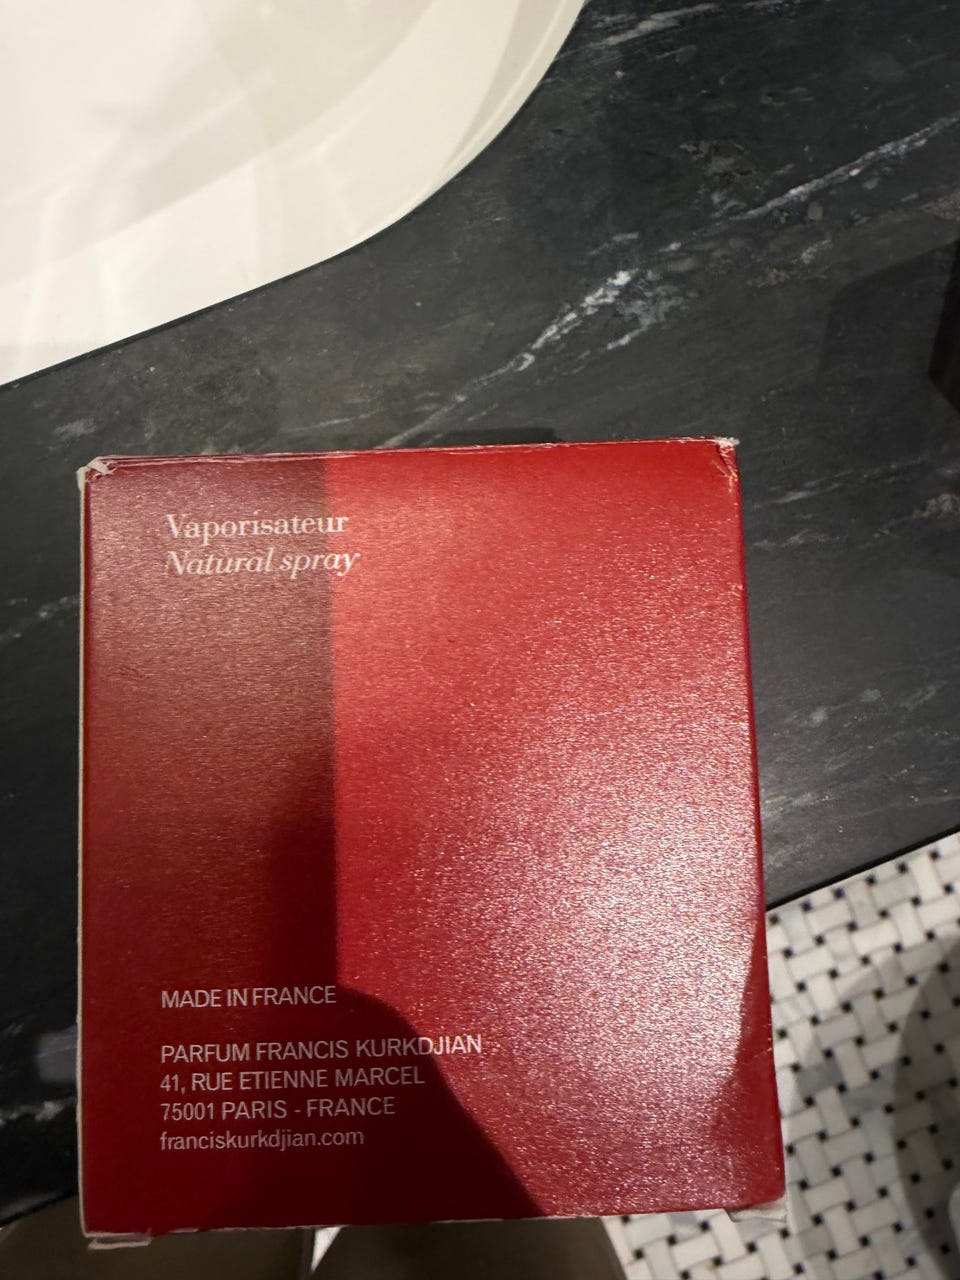 Vaporisateur
Natural spray
MADE IN FRANCE
PARFUM FRANCIS KURKDJIAN
41, RUE ETIENNE MARCEL
75001 PARIS - FRANCE
franciskurkdjian.com